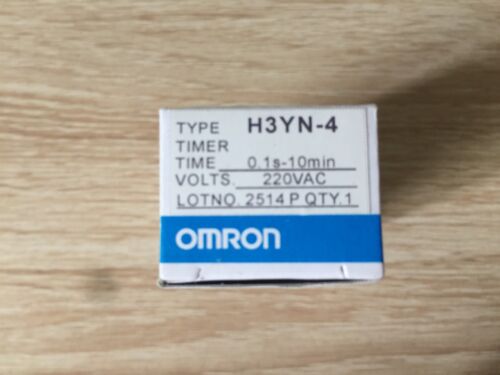 TYPE H3YN-4
TIMER
TIME 0.1s-10min
VOLTS. 220VAC
LOTNO. 2514 P QTY.1
OMRON